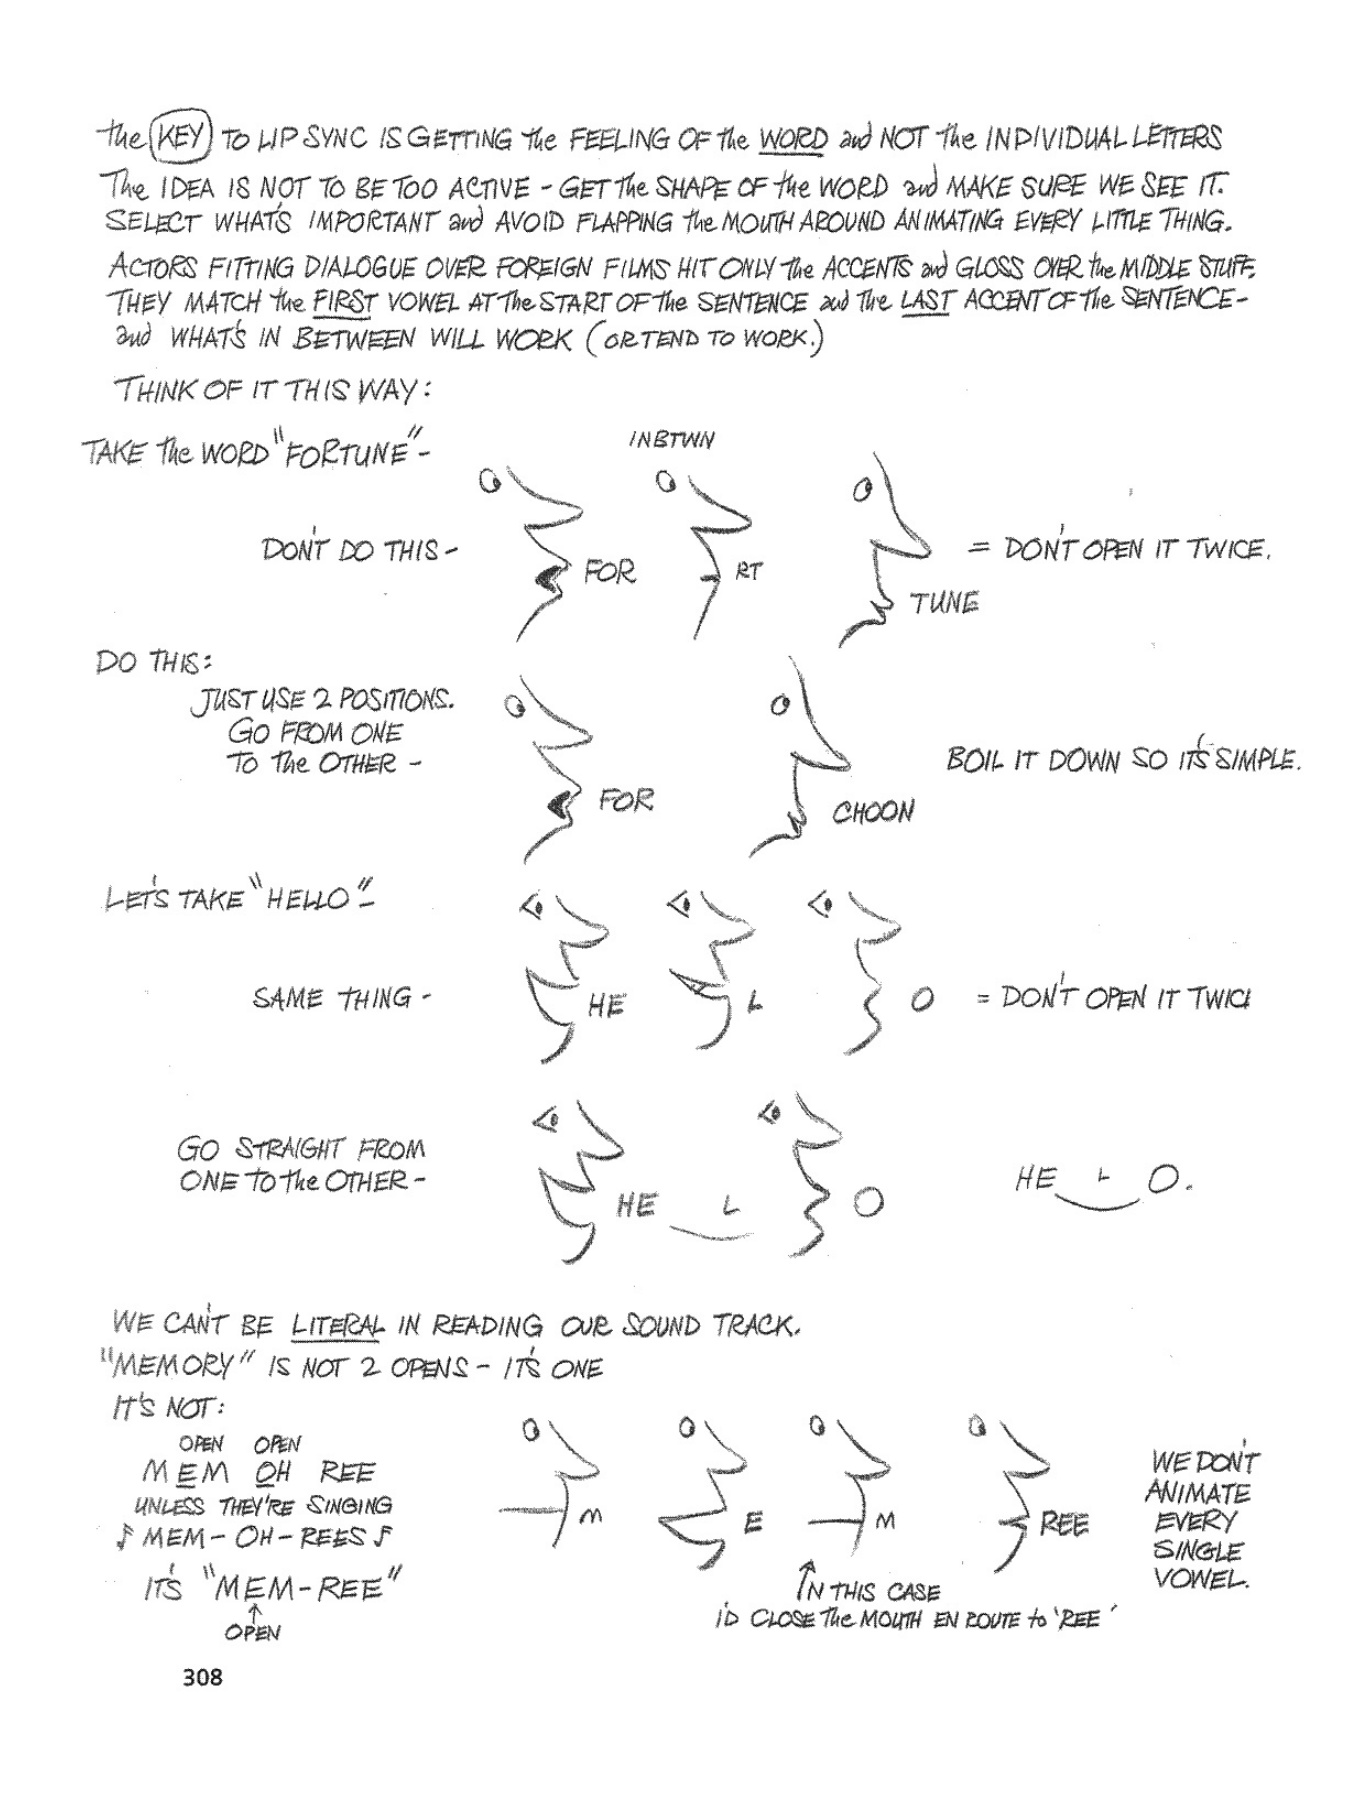 the KEY TO LIP SYNC IS GETTING the FEELING OF the WORD and NOT the INDIVIDUAL LETTERS
The IDEA IS NOT TO BE TOO ACTIVE - GET the SHAPE OF the WORD and MAKE SURE WE SEE IT.
SELECT WHAT'S IMPORTANT and AVOID FLAPPING the MOUTH AROUND ANIMATING EVERY LITTLE THING.
ACTORS FITTING DIALOGUE OVER FOREIGN FILMS HIT ONLY the ACCENTS and GLOSS OVER the MIDDLE STUFF.
THEY MATCH the FIRST VOWEL AT the START OF the SENTENCE and the LAST ACCENT OF the SENTENCE-
and WHAT'S IN BETWEEN WILL WORK (OR TEND TO WORK.)
THINK OF IT THIS WAY:
TAKE the WORD "FORTUNE" -
INBTWN
DON'T DO THIS -
FOR
RT
TUNE
= DON'T OPEN IT TWICE.
DO THIS:
JUST USE 2 POSITIONS.
GO FROM ONE
TO the OTHER -
FOR
CHOON
BOIL IT DOWN SO IT'S SIMPLE.
LET'S TAKE "HELLO" -
SAME THING -
HE
L
O
= DON'T OPEN IT TWICE
GO STRAIGHT FROM
ONE TO the OTHER -
HE L O
HE L O.
WE CAN'T BE LITERAL IN READING OUR SOUND TRACK.
"MEMORY" IS NOT 2 OPENS - IT'S ONE
IT'S NOT:
OPEN OPEN
MEM OH REE
UNLESS THEY'RE SINGING
♪ MEM - OH - REES ♪
IT'S "MEM-REE"
↑
OPEN
M
E
M
REE
↑
IN THIS CASE
I'D CLOSE the MOUTH EN ROUTE to 'REE'
WE DON'T
ANIMATE
EVERY
SINGLE
VOWEL.
308